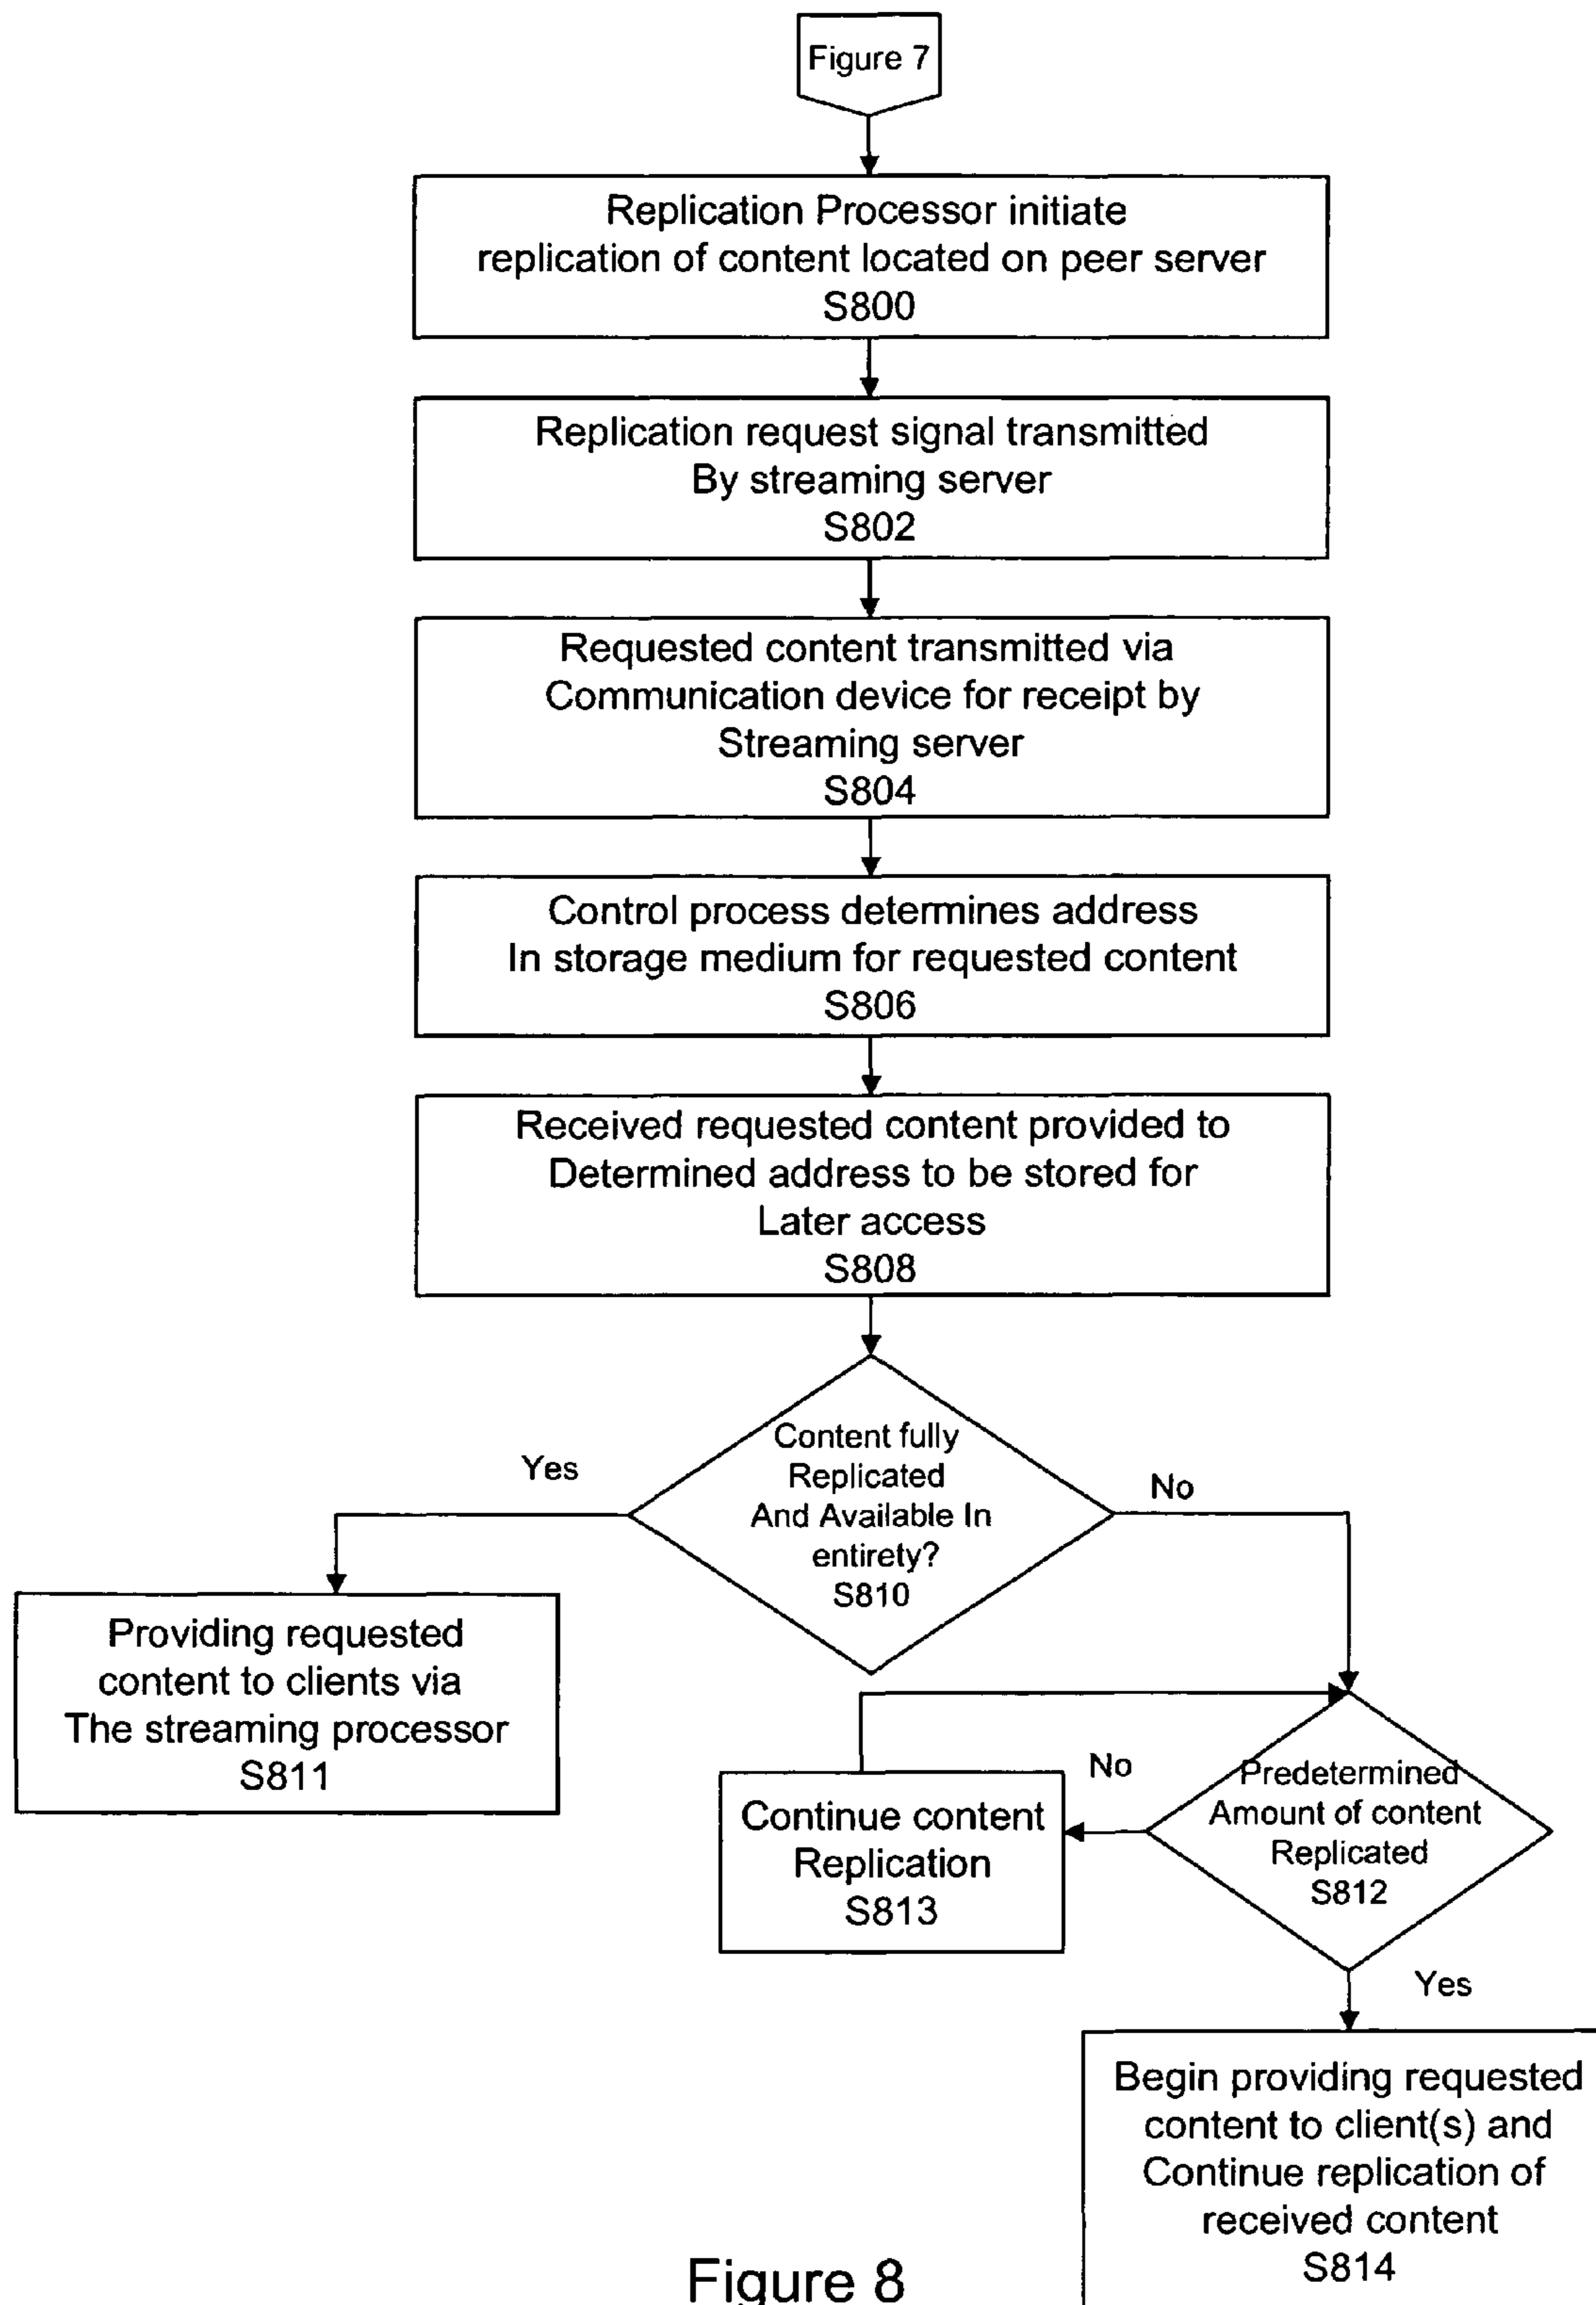 Figure 7
Replication Processor initiate
replication of content located on peer server
S800
Replication request signal transmitted
By streaming server
S802
Requested content transmitted via
Communication device for receipt by
Streaming server
S804
Control process determines address
In storage medium for requested content
S806
Received requested content provided to
Determined address to be stored for
Later access
S808
Content fully
Replicated
And Available In
entirety?
S810
Yes
No
Providing requested
content to clients via
The streaming processor
S811
No
Predetermined
Amount of content
Replicated
S812
Continue content
Replication
S813
Yes
Begin providing requested
content to client(s) and
Continue replication of
received content
S814
Figure 8